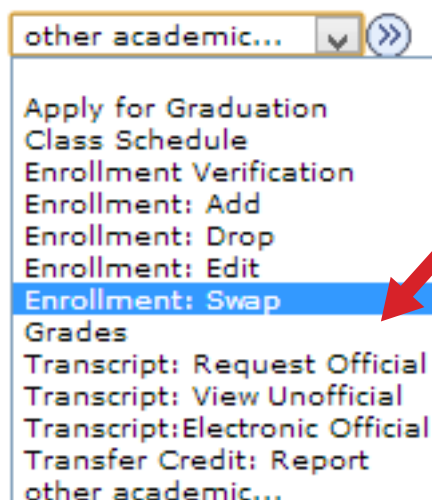 other academic...
Apply for Graduation
Class Schedule
Enrollment Verification
Enrollment: Add
Enrollment: Drop
Enrollment: Edit
Enrollment: Swap
Grades
Transcript: Request Official
Transcript: View Unofficial
Transcript:Electronic Official
Transfer Credit: Report
other academic...